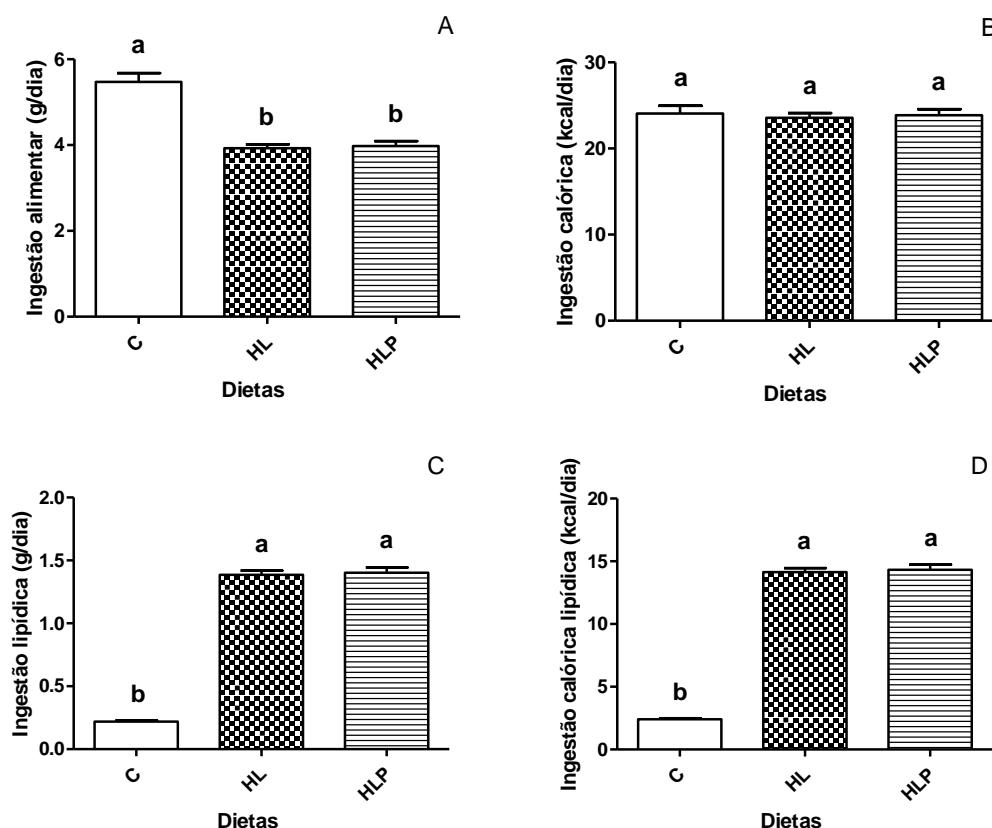 A
Ingestão alimentar (g/dia)
6
4
2
0
a
b
b
C
HL
HLP
Dietas
B
Ingestão calórica (kcal/dia)
30
20
10
0
a
a
a
C
HL
HLP
Dietas
C
Ingestão lipídica (g/dia)
2.0
1.5
1.0
0.5
0.0
b
a
a
C
HL
HLP
Dietas
D
Ingestão calórica lipídica (kcal/dia)
20
15
10
5
0
b
a
a
C
HL
HLP
Dietas